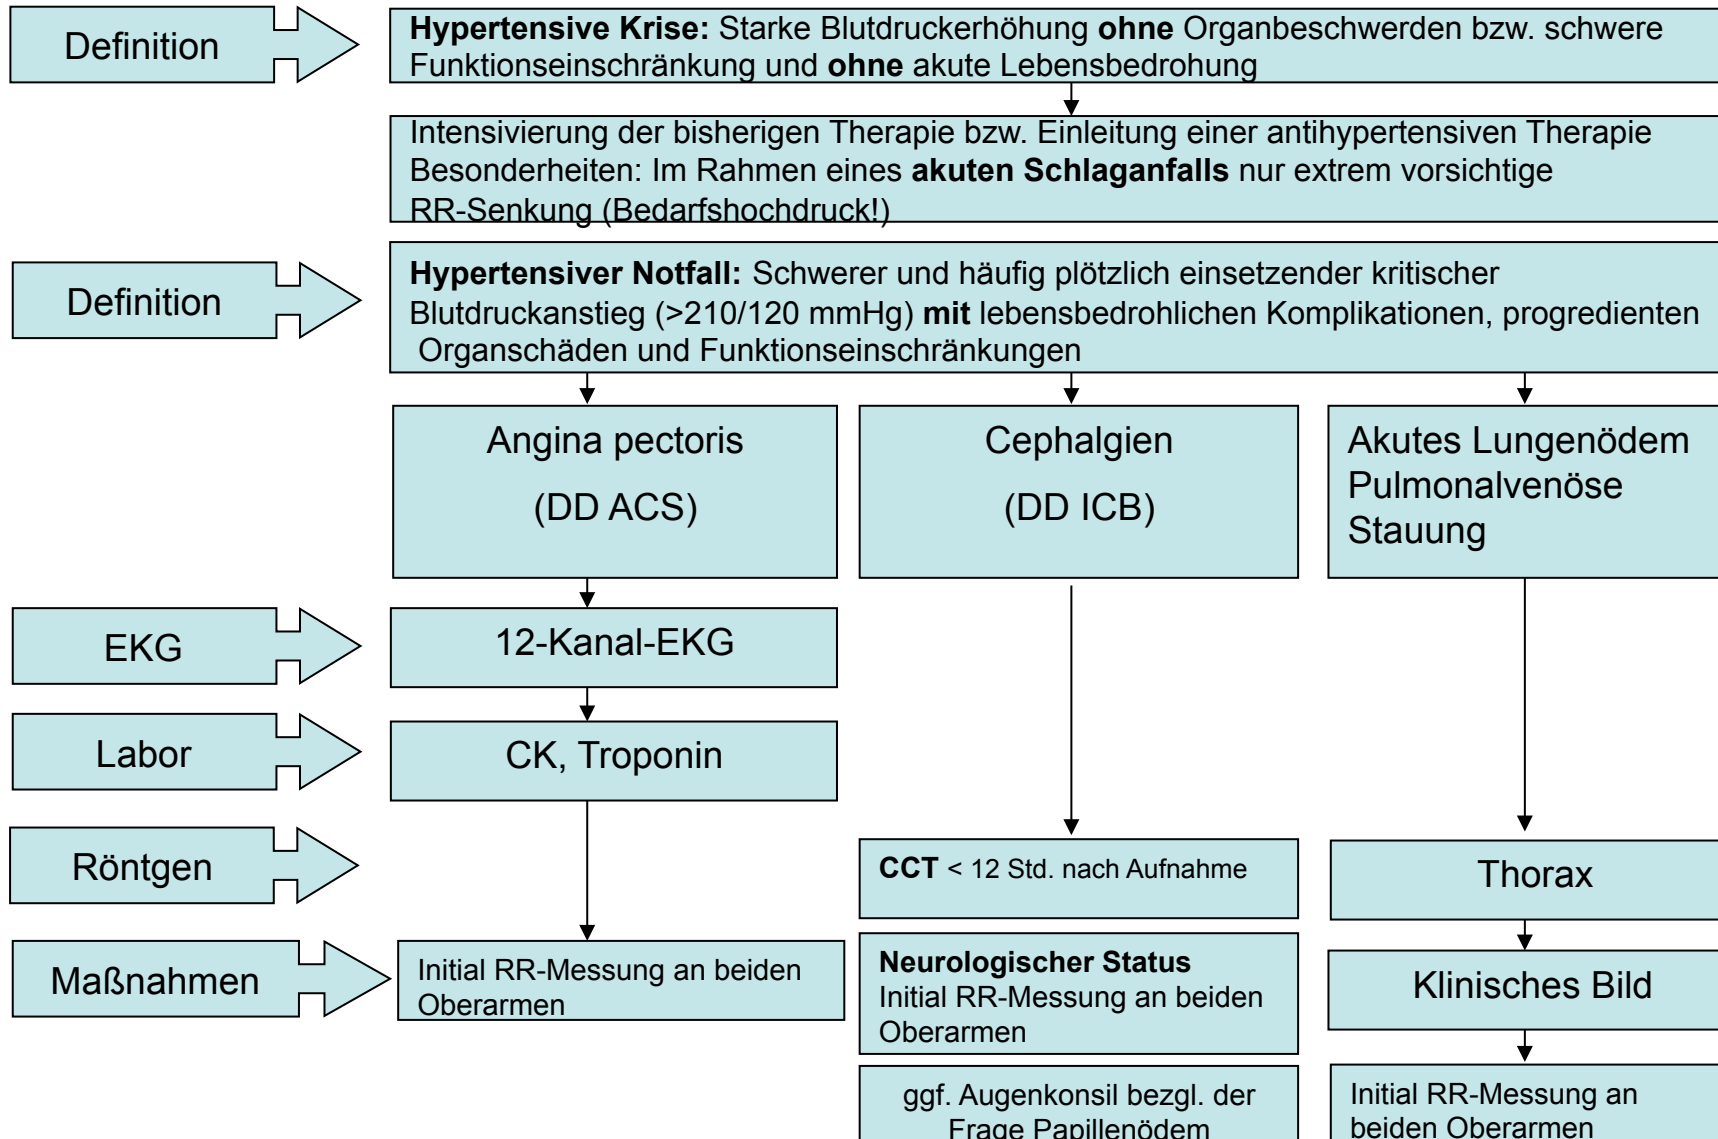 Definition
Hypertensive Krise: Starke Blutdruckerhöhung ohne Organbeschwerden bzw. schwere
Funktionseinschränkung und ohne akute Lebensbedrohung
Intensivierung der bisherigen Therapie bzw. Einleitung einer antihypertensiven Therapie
Besonderheiten: Im Rahmen eines akuten Schlaganfalls nur extrem vorsichtige
RR-Senkung (Bedarfshochdruck!)
Definition
Hypertensiver Notfall: Schwerer und häufig plötzlich einsetzender kritischer
Blutdruckanstieg (>210/120 mmHg) mit lebensbedrohlichen Komplikationen, progredienten
Organschäden und Funktionseinschränkungen
Angina pectoris
(DD ACS)
Cephalgien
(DD ICB)
Akutes Lungenödem
Pulmonalvenöse
Stauung
EKG
12-Kanal-EKG
Labor
CK, Troponin
Röntgen
CCT < 12 Std. nach Aufnahme
Thorax
Maßnahmen
Initial RR-Messung an beiden
Oberarmen
Neurologischer Status
Initial RR-Messung an beiden
Oberarmen
Klinisches Bild
ggf. Augenkonsil bezgl. der
Frage Papillenödem
Initial RR-Messung an
beiden Oberarmen